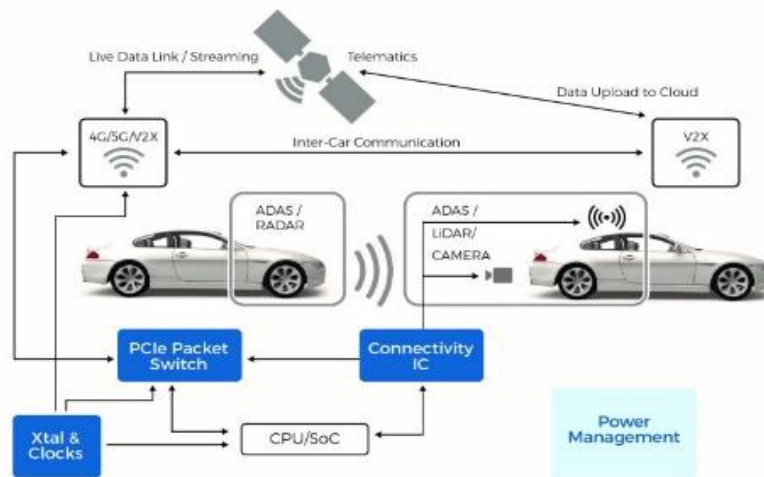 Live Data Link / Streaming
Telematics
Data Upload to Cloud
4G/5G/V2X
V2X
Inter-Car Communication
ADAS /
RADAR
ADAS /
LiDAR/
CAMERA
PCIe Packet
Switch
Connectivity
IC
Xtal &
Clocks
CPU/SoC
Power
Management